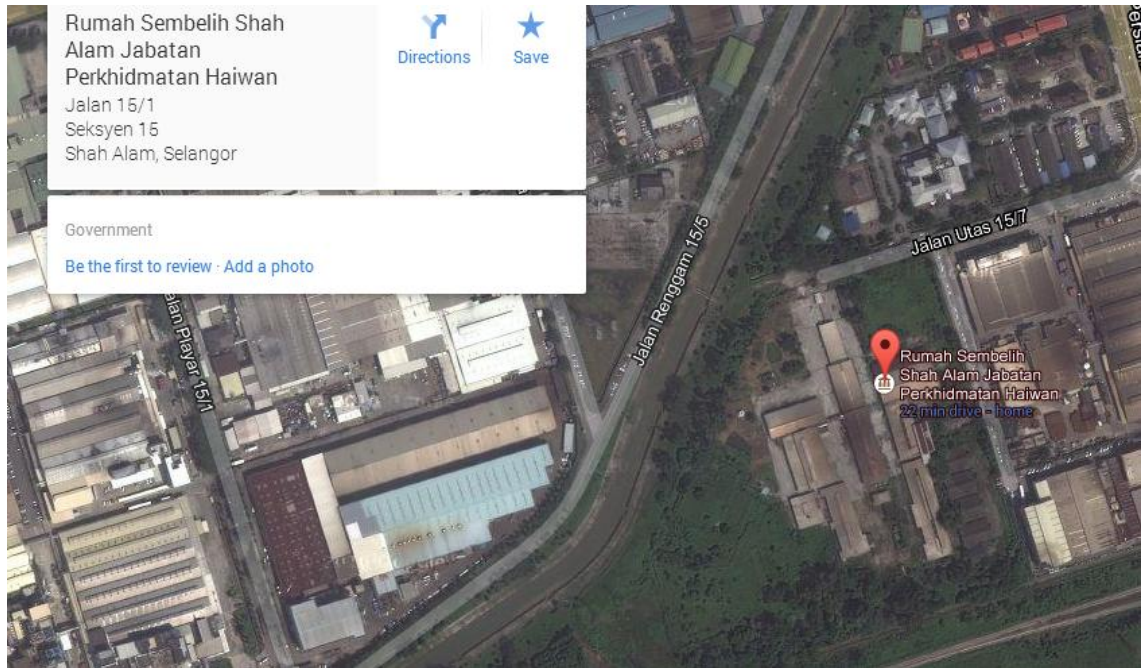 Rumah Sembelih Shah
Alam Jabatan
Perkhidmatan Haiwan
Jalan 15/1
Seksyen 15
Shah Alam, Selangor
Directions
Save
Government
Be the first to review · Add a photo
Jalan Renggam 15/5
Jalan Utas 15/7
alan Playar 15/1
Rumah Sembelih
Shah Alam Jabatan
Perkhidmatan Haiwan
22 min drive - home